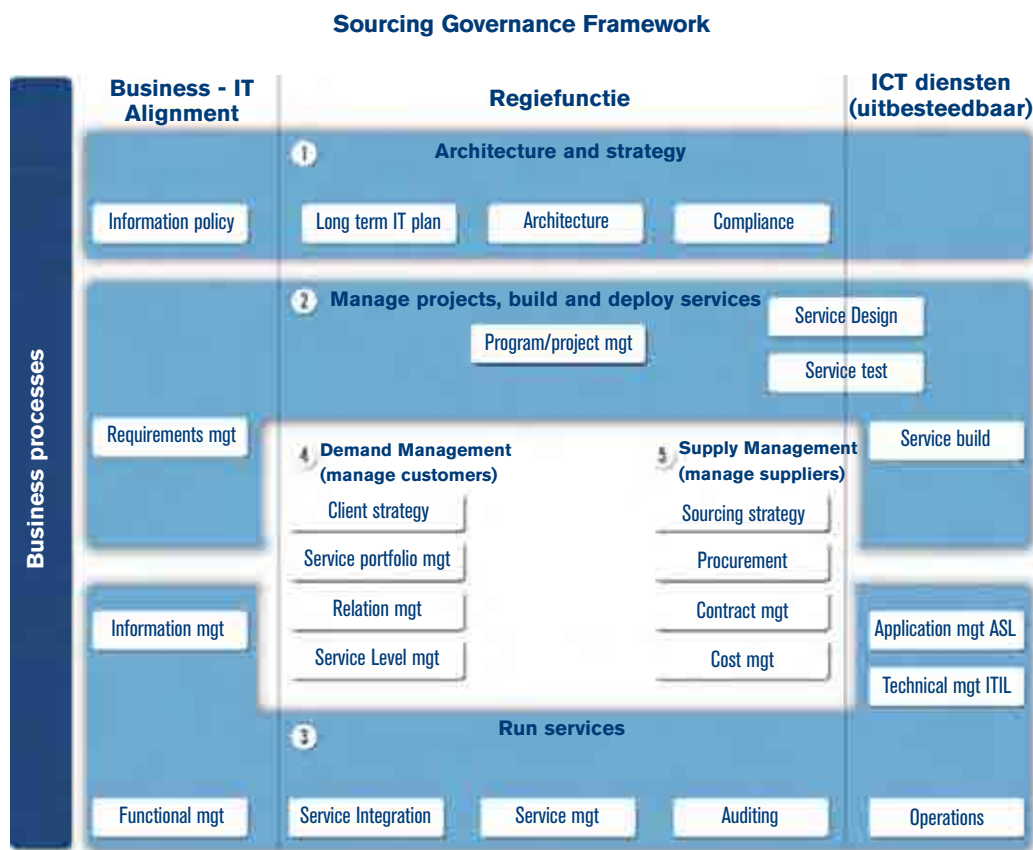 Sourcing Governance Framework
Business - IT
Alignment
Regiefunctie
ICT diensten
(uitbesteedbaar)
Business processes
1 Architecture and strategy
Information policy
Long term IT plan
Architecture
Compliance
2 Manage projects, build and deploy services
Service Design
Program/project mgt
Service test
Requirements mgt
Service build
4 Demand Management
(manage customers)
Client strategy
Service portfolio mgt
Relation mgt
Service Level mgt
5 Supply Management
(manage suppliers)
Sourcing strategy
Procurement
Contract mgt
Cost mgt
Information mgt
Application mgt ASL
Technical mgt ITIL
3 Run services
Functional mgt
Service Integration
Service mgt
Auditing
Operations